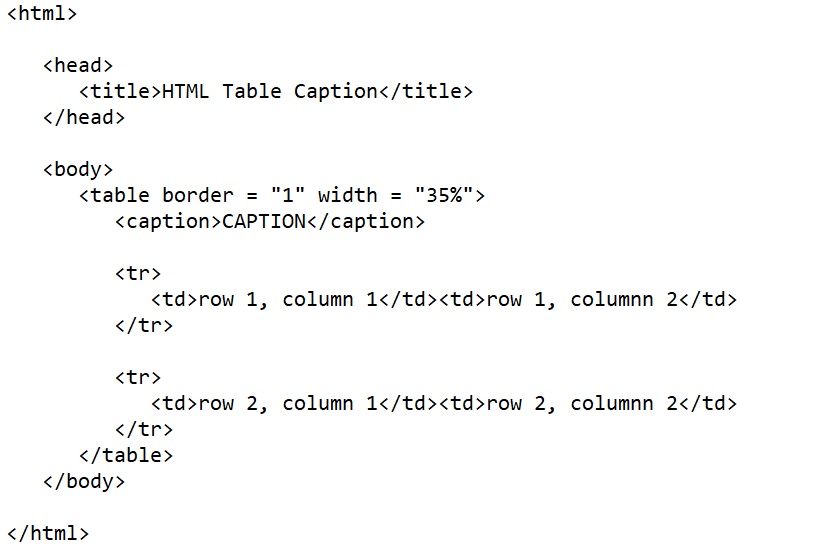 <html>
<head>
<title>HTML Table Caption</title>
</head>
<body>
<table border = "1" width = "35%">
<caption>CAPTION</caption>
<tr>
<td>row 1, column 1</td><td>row 1, columnn 2</td>
</tr>
<tr>
<td>row 2, column 1</td><td>row 2, columnn 2</td>
</tr>
</table>
</body>
</html>